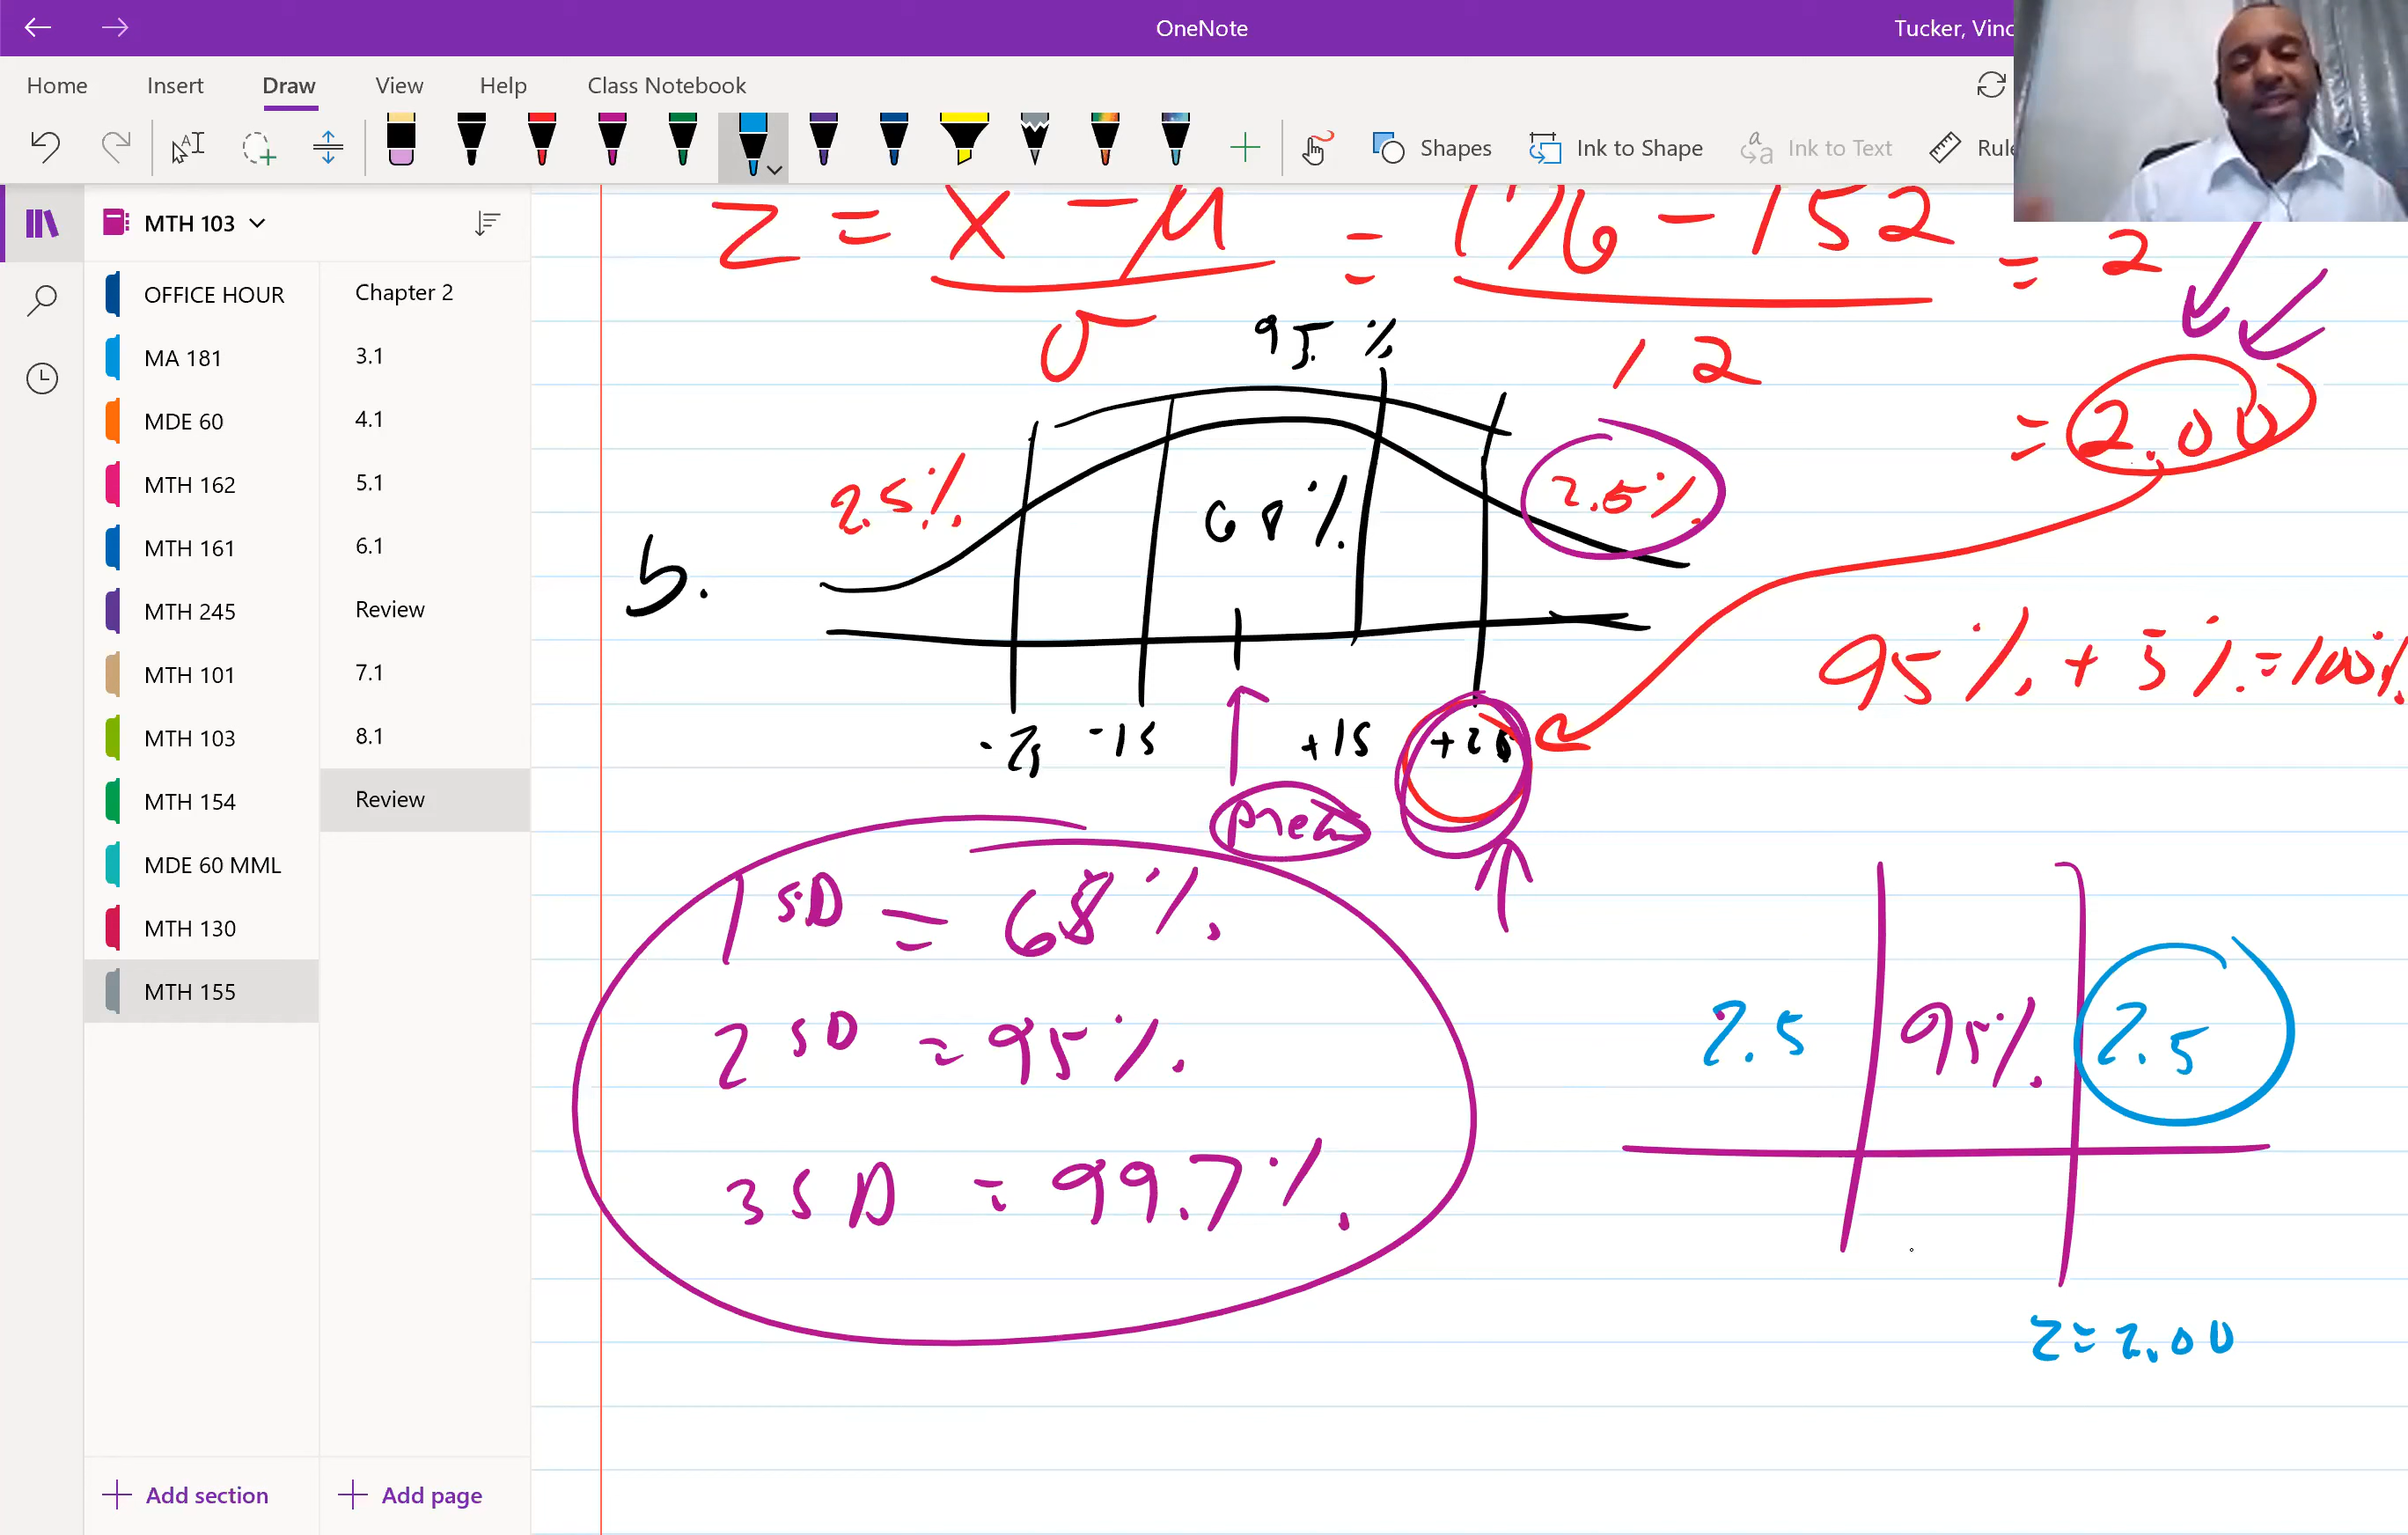 OneNote
Tucker, Vinc
Home Insert Draw View Help Class Notebook
Shapes Ink to Shape Ink to Text Rule
MTH 103
OFFICE HOUR
MA 181
MDE 60
MTH 162
MTH 161
MTH 245
MTH 101
MTH 103
MTH 154
MDE 60 MML
MTH 130
MTH 155
Add section
Chapter 2
3.1
4.1
5.1
6.1
Review
7.1
8.1
Review
Add page
z = x - μ = 176 - 152 = 2
σ 12
= 2.00
95%
2.5% 68% 2.5%
b.
95% + 5% = 100%
-2s -1s +1s +2s
mean
1 SD = 68%
2 SD = 95%
3 SD = 99.7%
2.5 95% 2.5
z = 2.00